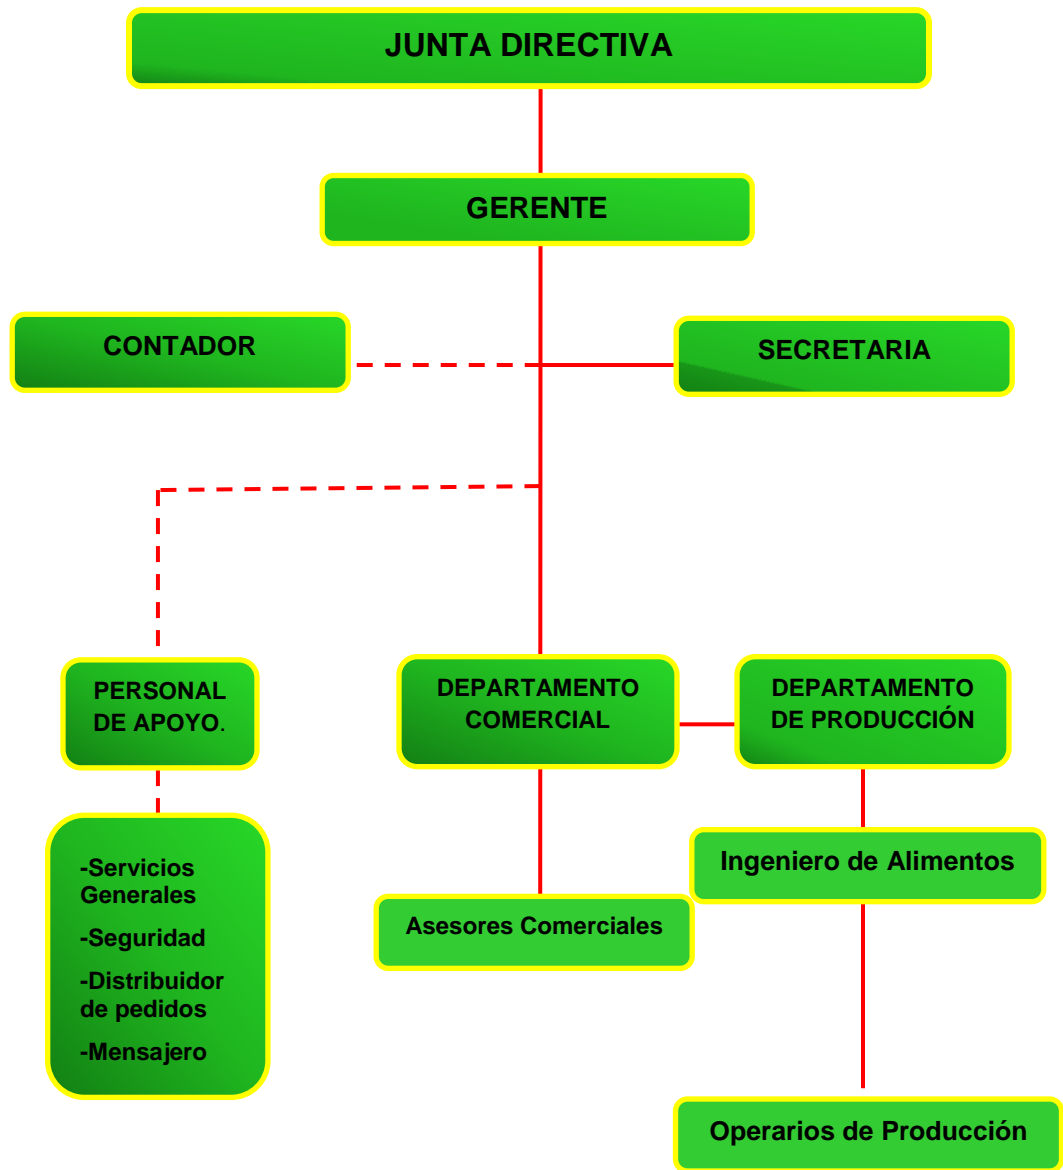 JUNTA DIRECTIVA
GERENTE
CONTADOR
SECRETARIA
PERSONAL
DE APOYO.
DEPARTAMENTO
COMERCIAL
DEPARTAMENTO
DE PRODUCCIÓN
-Servicios
Generales
-Seguridad
-Distribuidor
de pedidos
-Mensajero
Ingeniero de Alimentos
Asesores Comerciales
Operarios de Producción